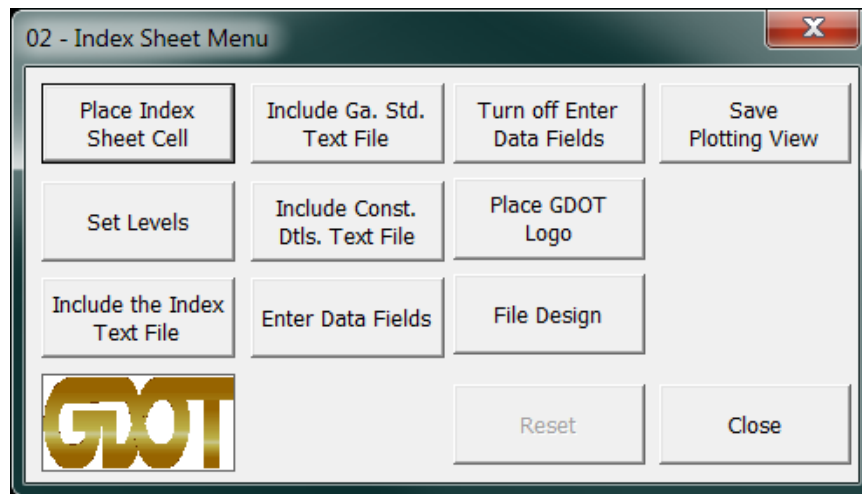 02 - Index Sheet Menu
X
Place Index
Sheet Cell
Include Ga. Std.
Text File
Turn off Enter
Data Fields
Save
Plotting View
Set Levels
Include Const.
Dtls. Text File
Place GDOT
Logo
Include the Index
Text File
Enter Data Fields
File Design
GDOT
Reset
Close